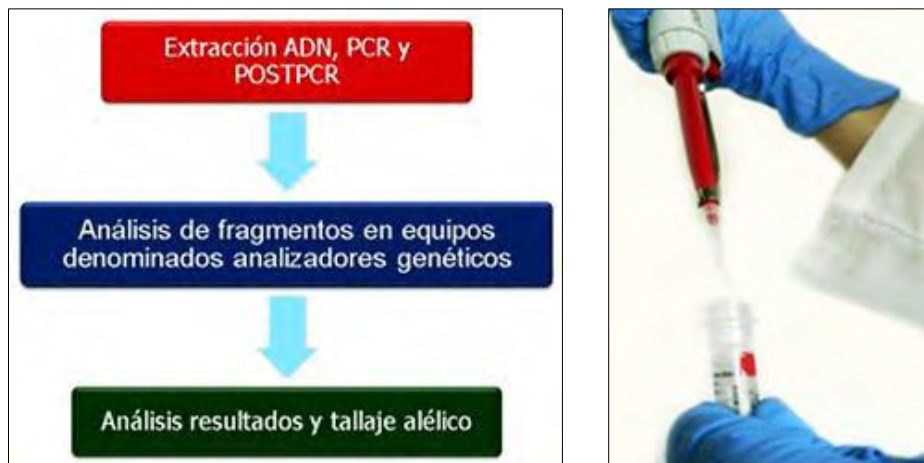 Extracción ADN, PCR y
POSTPCR
Análisis de fragmentos en equipos
denominados analizadores genéticos
Análisis resultados y tallaje alélico